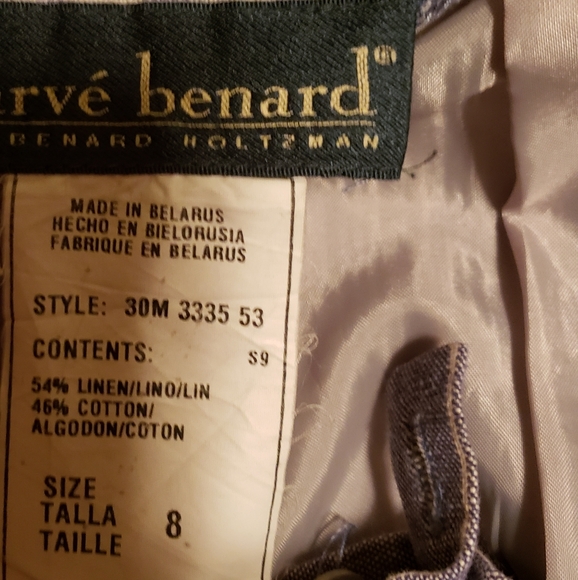 arvé benard®
BENARD HOLTZMAN
MADE IN BELARUS
HECHO EN BIELORUSIA
FABRIQUE EN BELARUS
STYLE: 30M 3335 53
CONTENTS: S9
54% LINEN/LINO/LIN
46% COTTON/
ALGODON/COTON
SIZE
TALLA 8
TAILLE